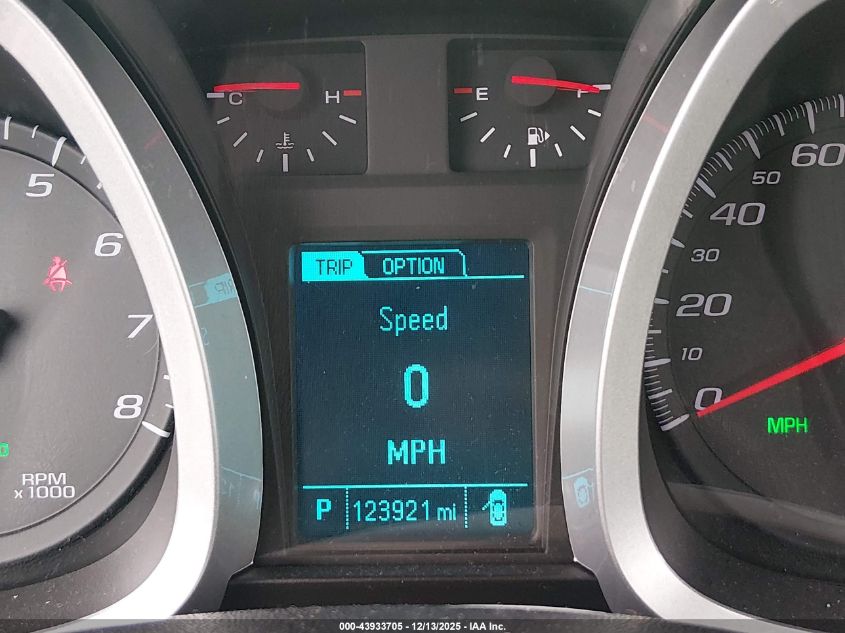 C H
E F
5
6
7
8
RPM
x1000
TRIP OPTION
Speed
0
MPH
P 123921 mi
60
50
40
30
20
10
0
MPH
000-43933705 - 12/13/2025 - IAA Inc.